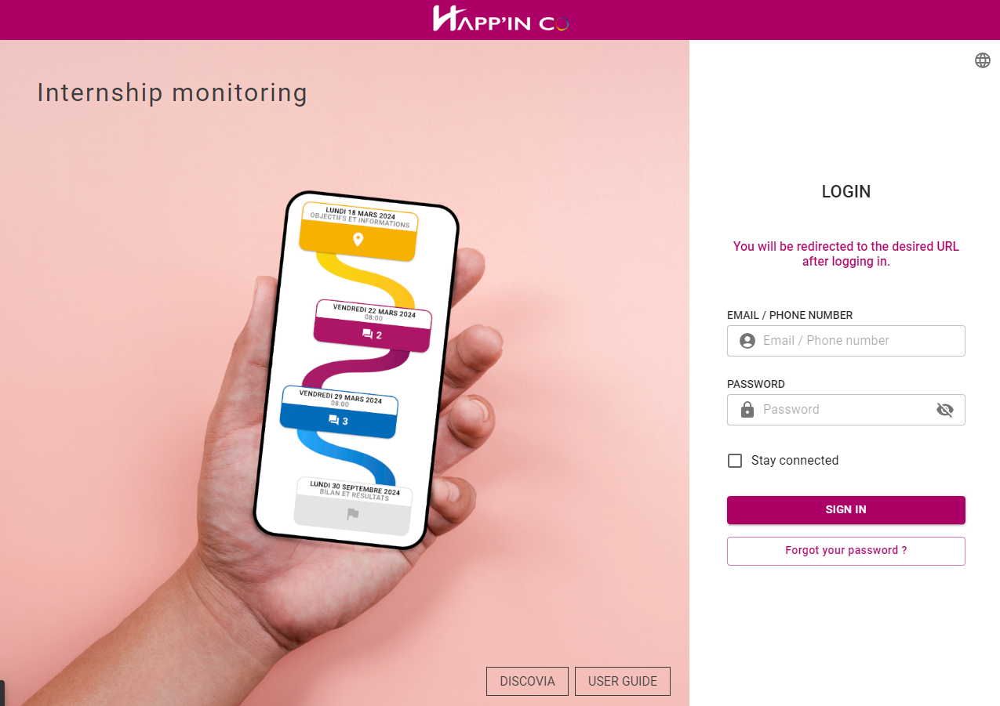 HAPP'IN CO
Internship monitoring
LUNDI 18 MARS 2024
OBJECTIFS ET INFORMATIONS
VENDREDI 22 MARS 2024
08:00
2
VENDREDI 29 MARS 2024
08:00
3
LUNDI 30 SEPTEMBRE 2024
BILAN ET RÉSULTATS
DISCOVIA
USER GUIDE
LOGIN
You will be redirected to the desired URL
after logging in.
EMAIL / PHONE NUMBER
Email / Phone number
PASSWORD
Password
Stay connected
SIGN IN
Forgot your password ?